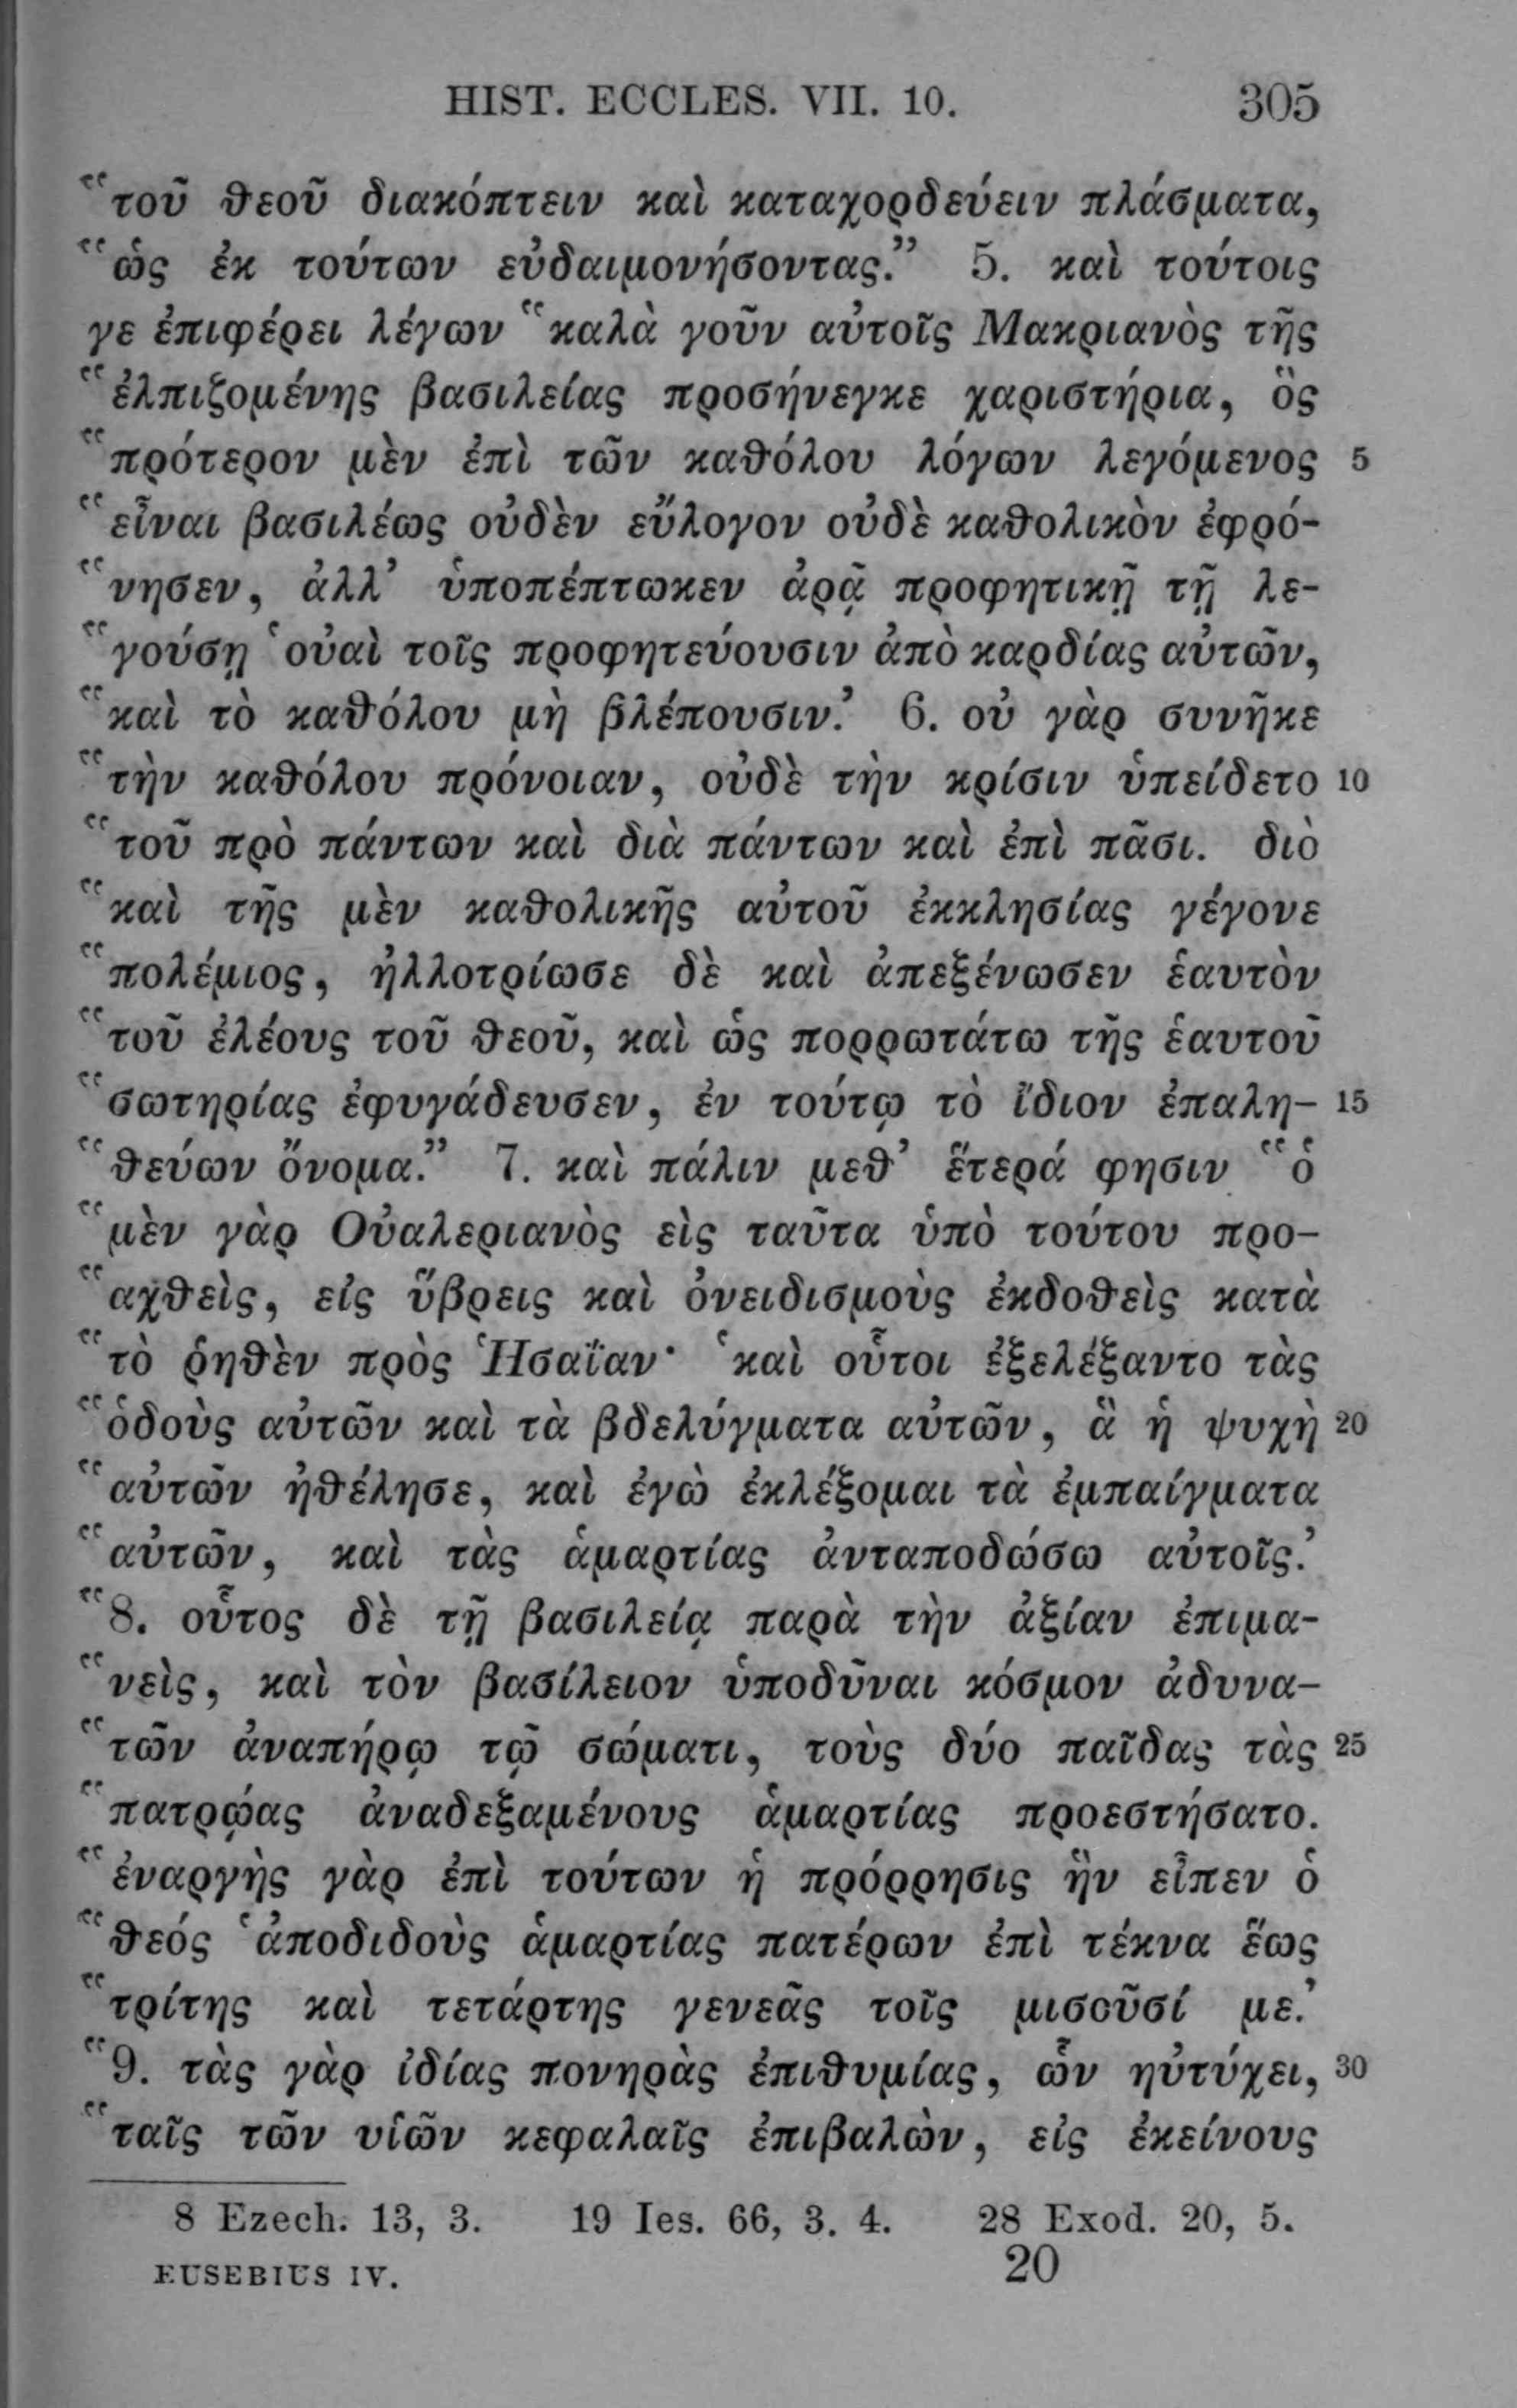 HIST. ECCLES. VII. 10. 305
“τοῦ θεοῦ διακόπτειν καὶ καταχορδεύειν πλάσματα,
“ὡς ἐκ τούτων εὐδαιμονήσοντας.” 5. καὶ τούτοις
γε ἐπιφέρει λέγων “καλὰ γοῦν αὐτοῖς Μακριανὸς τῆς
“ἐλπιζομένης βασιλείας προσήνεγκε χαριστήρια, ὃς
“πρότερον μὲν ἐπὶ τῶν καθόλου λόγων λεγόμενος 5
“εἶναι βασιλέως οὐδὲν εὔλογον οὐδὲ καθολικὸν ἐφρό-
“νησεν, ἀλλ’ ὑποπέπτωκεν ἀρᾷ προφητικῇ τῇ λε-
“γούσῃ ‘οὐαὶ τοῖς προφητεύουσιν ἀπὸ καρδίας αὐτῶν,
“καὶ τὸ καθόλου μὴ βλέπουσιν.’ 6. οὐ γὰρ συνῆκε
“τὴν καθόλου πρόνοιαν, οὐδὲ τὴν κρίσιν ὑπείδετο 10
“τοῦ πρὸ πάντων καὶ διὰ πάντων καὶ ἐπὶ πᾶσι. διὸ
“καὶ τῆς μὲν καθολικῆς αὐτοῦ ἐκκλησίας γέγονε
“πολέμιος, ἠλλοτρίωσε δὲ καὶ ἀπεξένωσεν ἑαυτὸν
“τοῦ ἐλέους τοῦ θεοῦ, καὶ ὡς πορρωτάτω τῆς ἑαυτοῦ
“σωτηρίας ἐφυγάδευσεν, ἐν τούτῳ τὸ ἴδιον ἐπαλη- 15
“θεύων ὄνομα.” 7. καὶ πάλιν μεθ’ ἕτερά φησιν “ὁ
“μὲν γὰρ Οὐαλεριανὸς εἰς ταῦτα ὑπὸ τούτου προ-
“αχθεὶς, εἰς ὕβρεις καὶ ὀνειδισμοὺς ἐκδοθεὶς κατὰ
“τὸ ῥηθὲν πρὸς Ἡσαΐαν· ‘καὶ οὗτοι ἐξελέξαντο τὰς
“ὁδοὺς αὐτῶν καὶ τὰ βδελύγματα αὐτῶν, ἃ ἡ ψυχὴ 20
“αὐτῶν ἠθέλησε, καὶ ἐγὼ ἐκλέξομαι τὰ ἐμπαίγματα
“αὐτῶν, καὶ τὰς ἁμαρτίας ἀνταποδώσω αὐτοῖς.’
“8. οὗτος δὲ τῇ βασιλείᾳ παρὰ τὴν ἀξίαν ἐπιμα-
“νεὶς, καὶ τὸν βασίλειον ὑποδῦναι κόσμον ἀδυνα-
“τῶν ἀναπήρῳ τῷ σώματι, τοὺς δύο παῖδας τὰς 25
“πατρῴας ἀναδεξαμένους ἁμαρτίας προεστήσατο.
“ἐναργὴς γὰρ ἐπὶ τούτων ἡ πρόρρησις ἣν εἶπεν ὁ
“θεός ‘ἀποδιδοὺς ἁμαρτίας πατέρων ἐπὶ τέκνα ἕως
“τρίτης καὶ τετάρτης γενεᾶς τοῖς μισοῦσί με.’
“9. τὰς γὰρ ἰδίας πονηρὰς ἐπιθυμίας, ὧν ηὐτύχει, 30
“ταῖς τῶν υἱῶν κεφαλαῖς ἐπιβαλὼν, εἰς ἐκείνους
8 Ezech. 13, 3. 19 Ies. 66, 3. 4. 28 Exod. 20, 5.
EUSEBIUS IV. 20